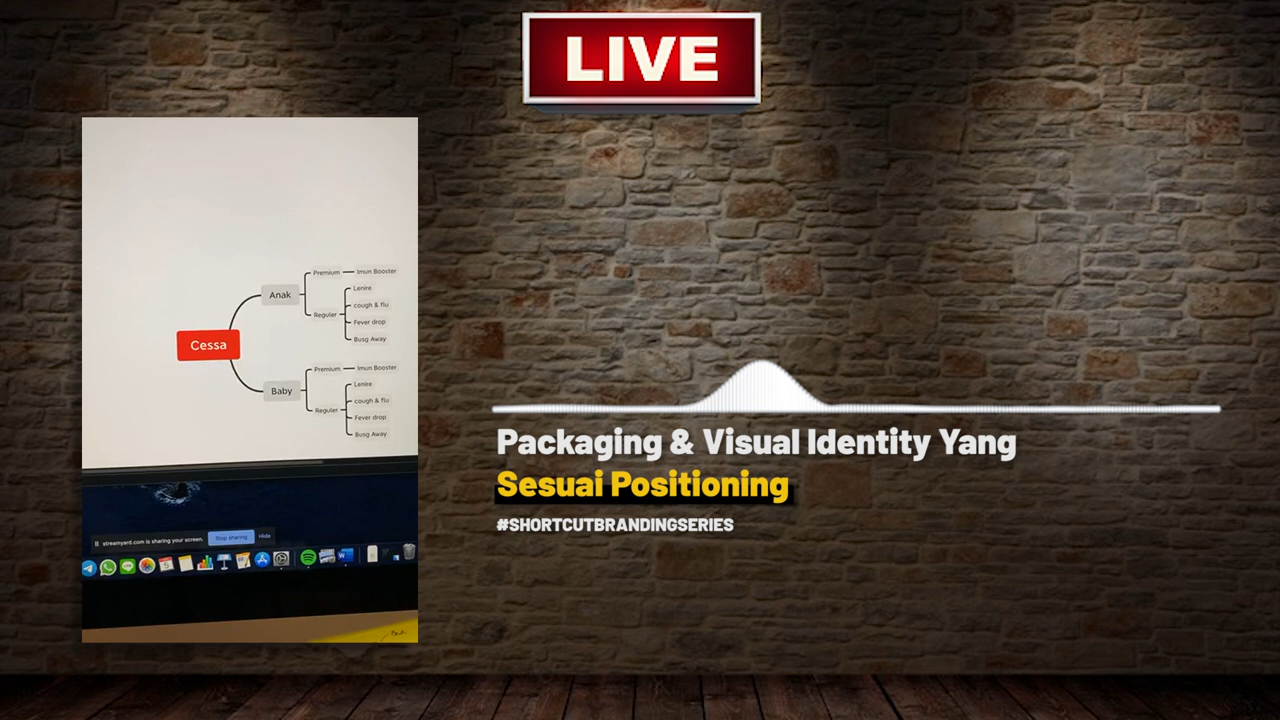 LIVE
Cessa
Anak
Premium
Imun Booster
Reguler
Lenire
cough & flu
Fever drop
Busg Away
Baby
Premium
Imun Booster
Reguler
Lenire
cough & flu
Fever drop
Busg Away
streamyard.com is sharing your screen.
Stop sharing
Hide
Packaging & Visual Identity Yang
Sesuai Positioning
#SHORTCUTBRANDINGSERIES